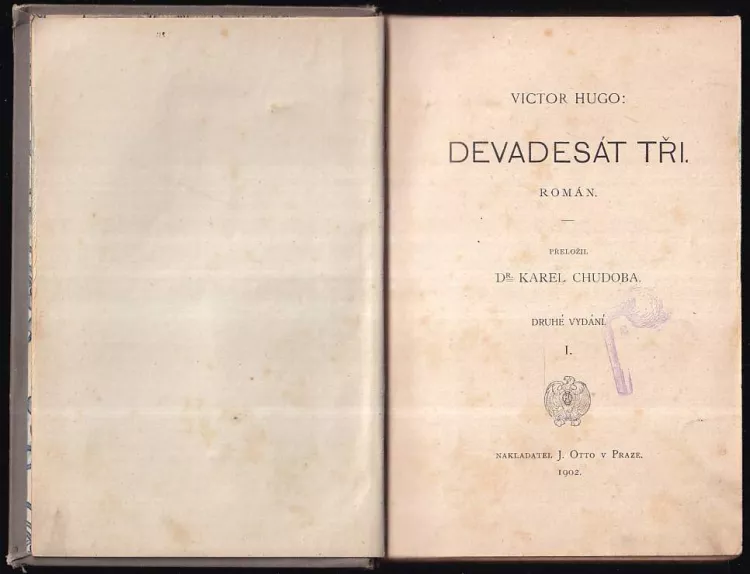 VICTOR HUGO:
DEVADESÁT TŘI.
ROMÁN.
PŘELOŽIL
DR. KAREL CHUDOBA.
DRUHÉ VYDÁNÍ.
I.
NAKLADATEL J. OTTO V PRAZE.
1902.